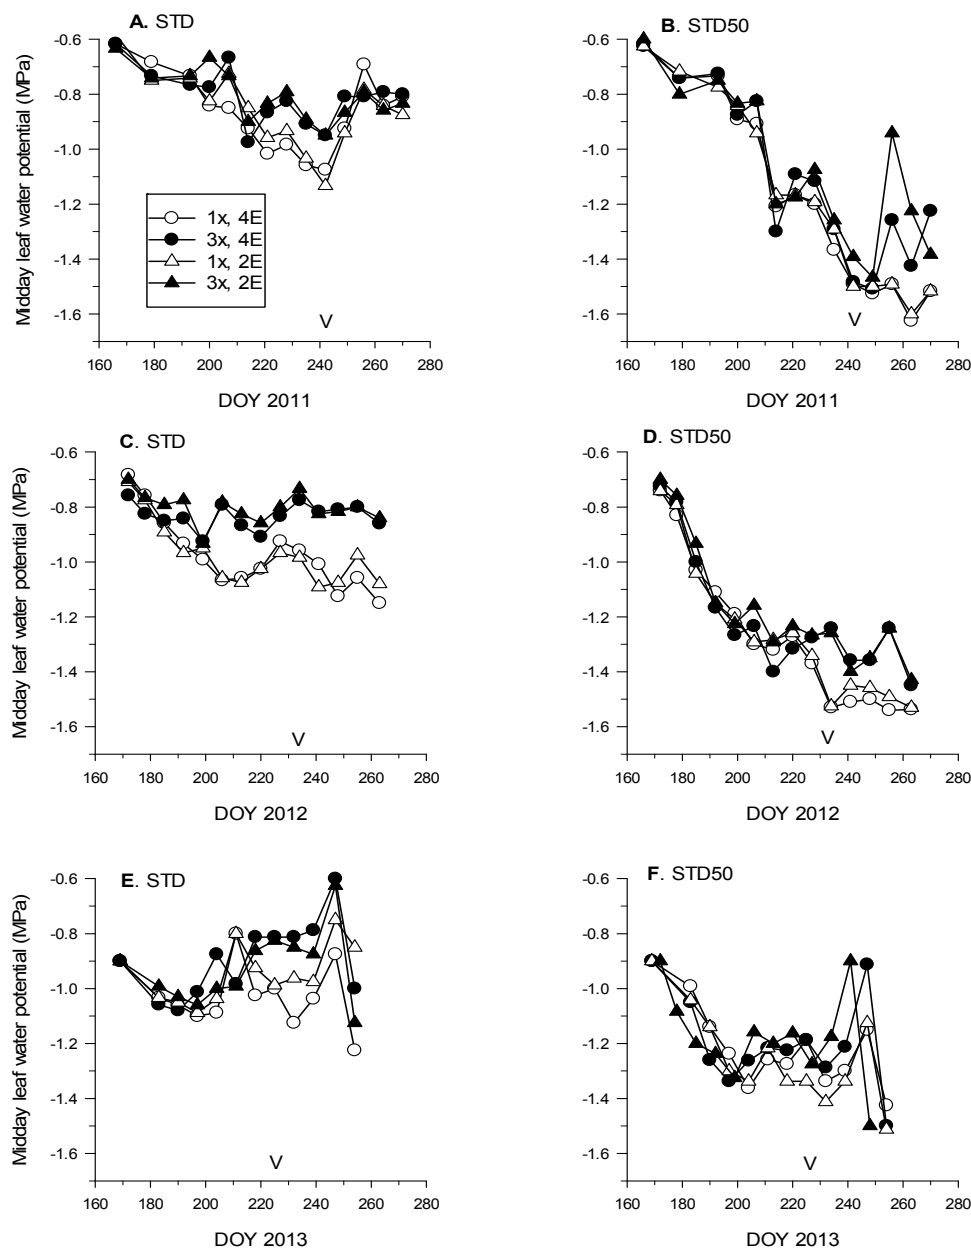 A. STD
B. STD50
-0.6
-0.8
-1.0
-1.2
-1.4
-1.6
Midday leaf water potential (MPa)
1x, 4E
3x, 4E
1x, 2E
3x, 2E
V
160 180 200 220 240 260 280
DOY 2011
-0.6
-0.8
-1.0
-1.2
-1.4
-1.6
V
160 180 200 220 240 260 280
DOY 2011
C. STD
D. STD50
-0.6
-0.8
-1.0
-1.2
-1.4
-1.6
Midday leaf water potential (MPa)
V
160 180 200 220 240 260 280
DOY 2012
-0.6
-0.8
-1.0
-1.2
-1.4
-1.6
V
160 180 200 220 240 260 280
DOY 2012
E. STD
F. STD50
-0.6
-0.8
-1.0
-1.2
-1.4
-1.6
Midday leaf water potential (MPa)
V
160 180 200 220 240 260 280
DOY 2013
-0.6
-0.8
-1.0
-1.2
-1.4
-1.6
V
160 180 200 220 240 260 280
DOY 2013